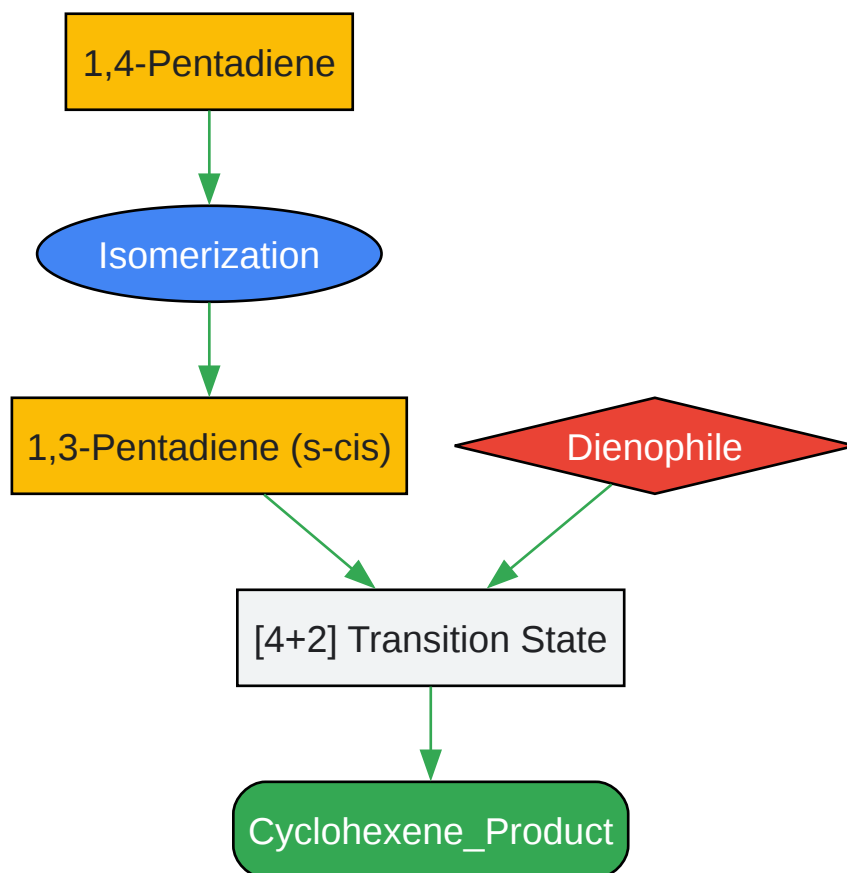 1,4-Pentadiene
Isomerization
1,3-Pentadiene (s-cis)
Dienophile
[4+2] Transition State
Cyclohexene_Product